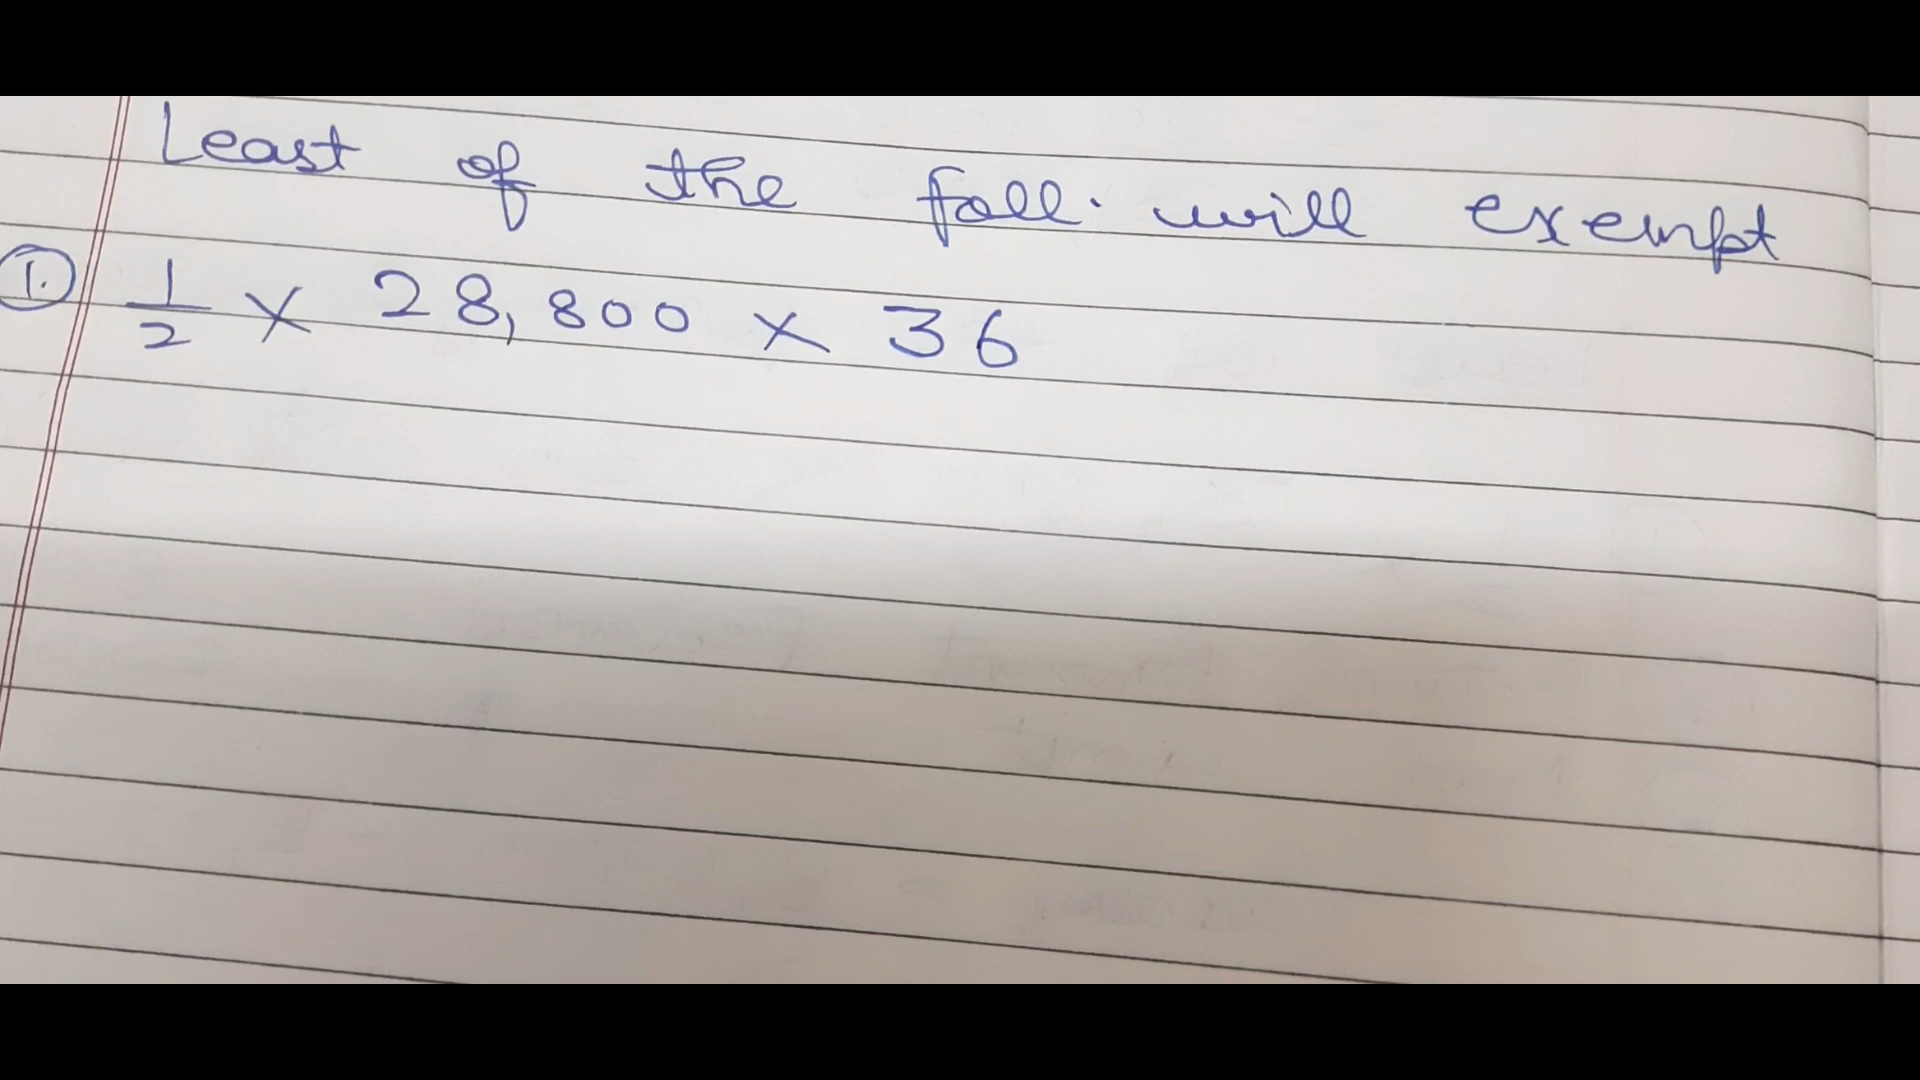 Least of the foll. will exempt
1. 1/2 x 28,800 x 36